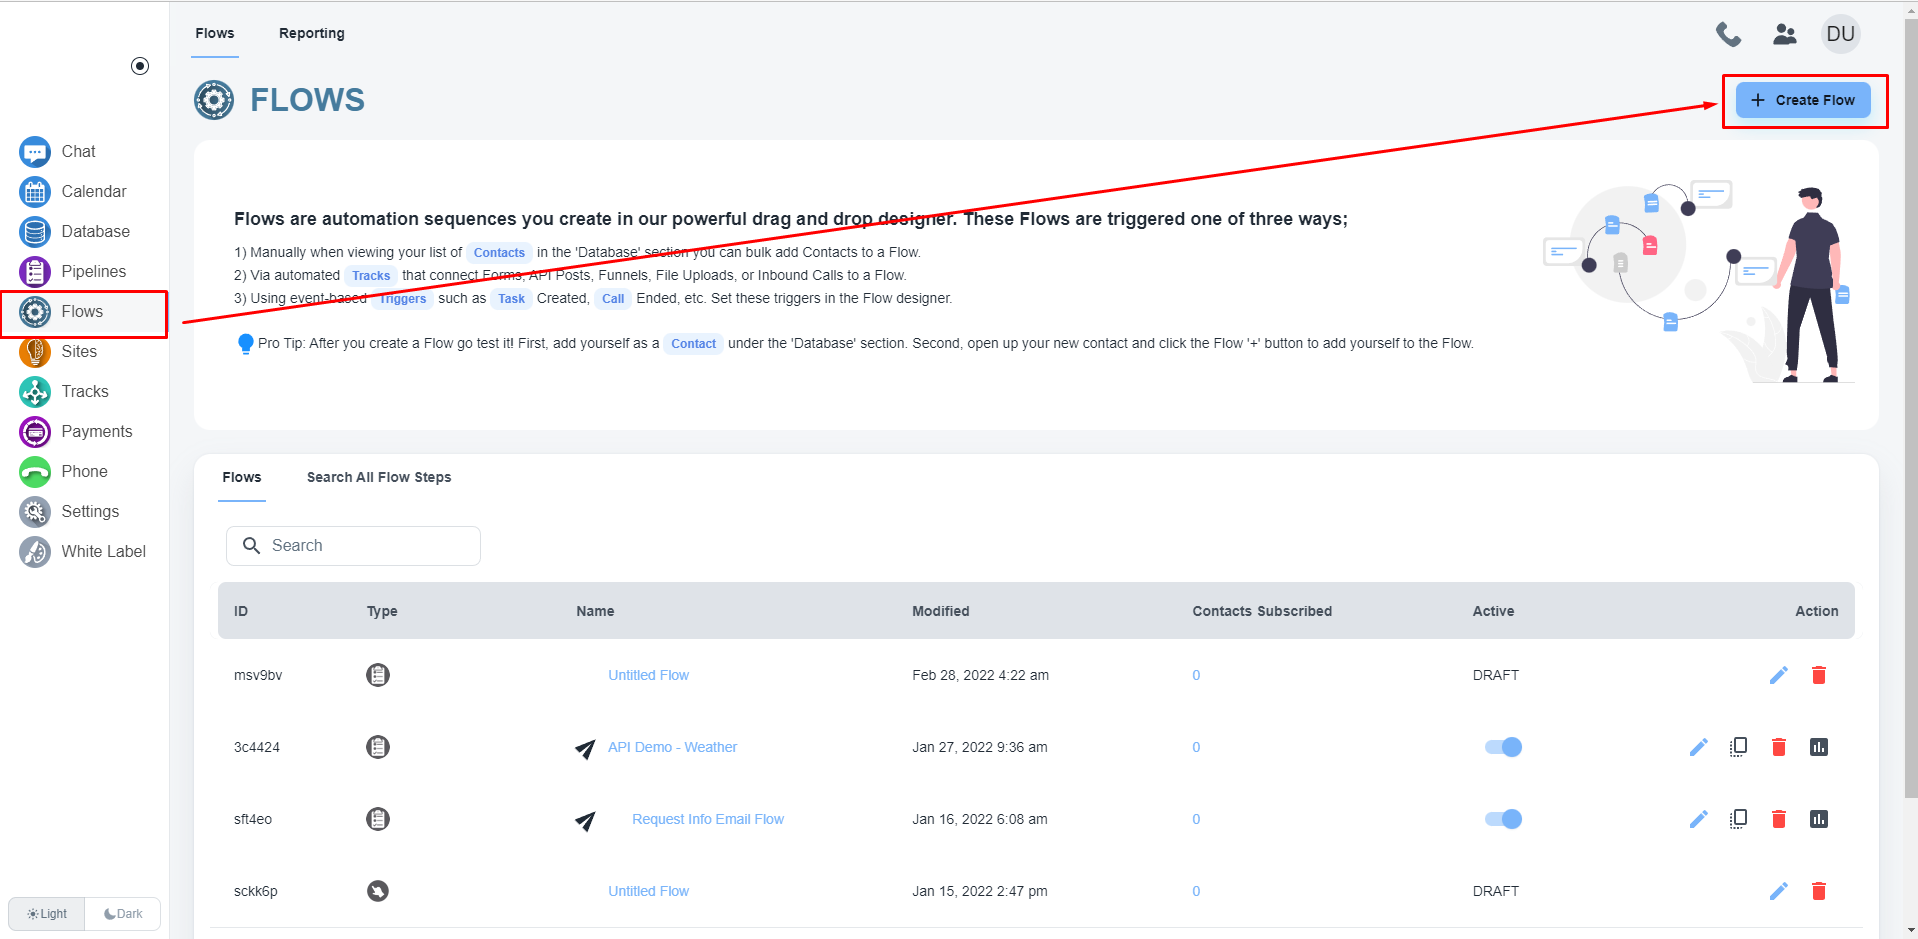 Flows Reporting
DU
FLOWS
+ Create Flow
Chat
Calendar
Database
Pipelines
Flows
Sites
Tracks
Payments
Phone
Settings
White Label
Light Dark
Flows are automation sequences you create in our powerful drag and drop designer. These Flows are triggered one of three ways;
1) Manually when viewing your list of Contacts in the 'Database' section you can bulk add Contacts to a Flow.
2) Via automated Tracks that connect Forms, API Posts, Funnels, File Uploads, or Inbound Calls to a Flow.
3) Using event-based Triggers such as Task Created, Call Ended, etc. Set these triggers in the Flow designer.
Pro Tip: After you create a Flow go test it! First, add yourself as a Contact under the 'Database' section. Second, open up your new contact and click the Flow '+' button to add yourself to the Flow.
Flows Search All Flow Steps
Search
ID Type Name Modified Contacts Subscribed Active Action
msv9bv Untitled Flow Feb 28, 2022 4:22 am 0 DRAFT
3c4424 API Demo - Weather Jan 27, 2022 9:36 am 0
sft4eo Request Info Email Flow Jan 16, 2022 6:08 am 0
sckk6p Untitled Flow Jan 15, 2022 2:47 pm 0 DRAFT